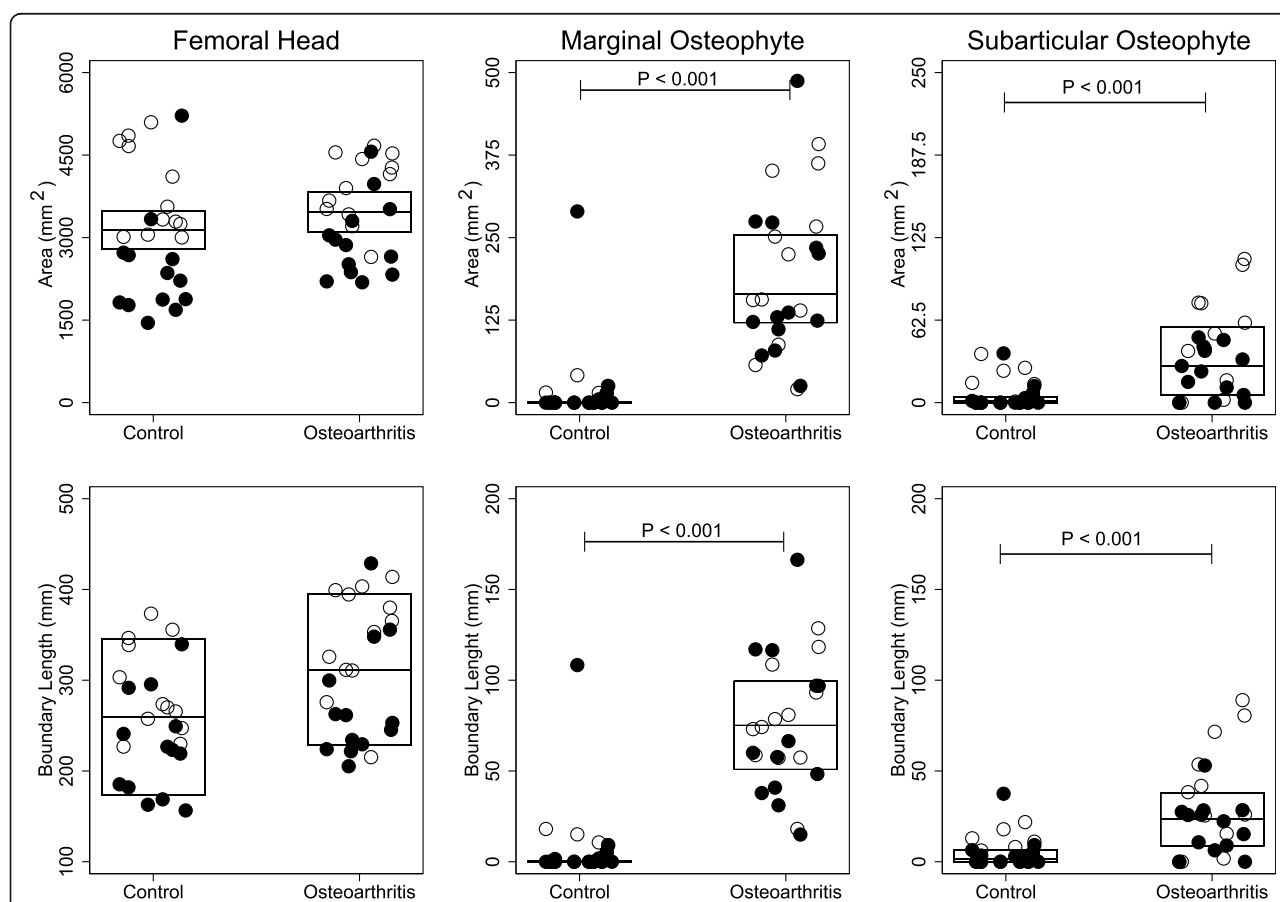 Femoral Head
Marginal Osteophyte
Subarticular Osteophyte
Area (mm 2 )
6000
4500
3000
1500
0
Control
Osteoarthritis
Area (mm 2 )
500
375
250
125
0
P < 0.001
Control
Osteoarthritis
Area (mm 2 )
250
187.5
125
62.5
0
P < 0.001
Control
Osteoarthritis
Boundary Length (mm)
500
400
300
200
100
Control
Osteoarthritis
Boundary Lenght (mm)
200
150
100
50
0
P < 0.001
Control
Osteoarthritis
Boundary Length (mm)
200
150
100
50
0
P < 0.001
Control
Osteoarthritis